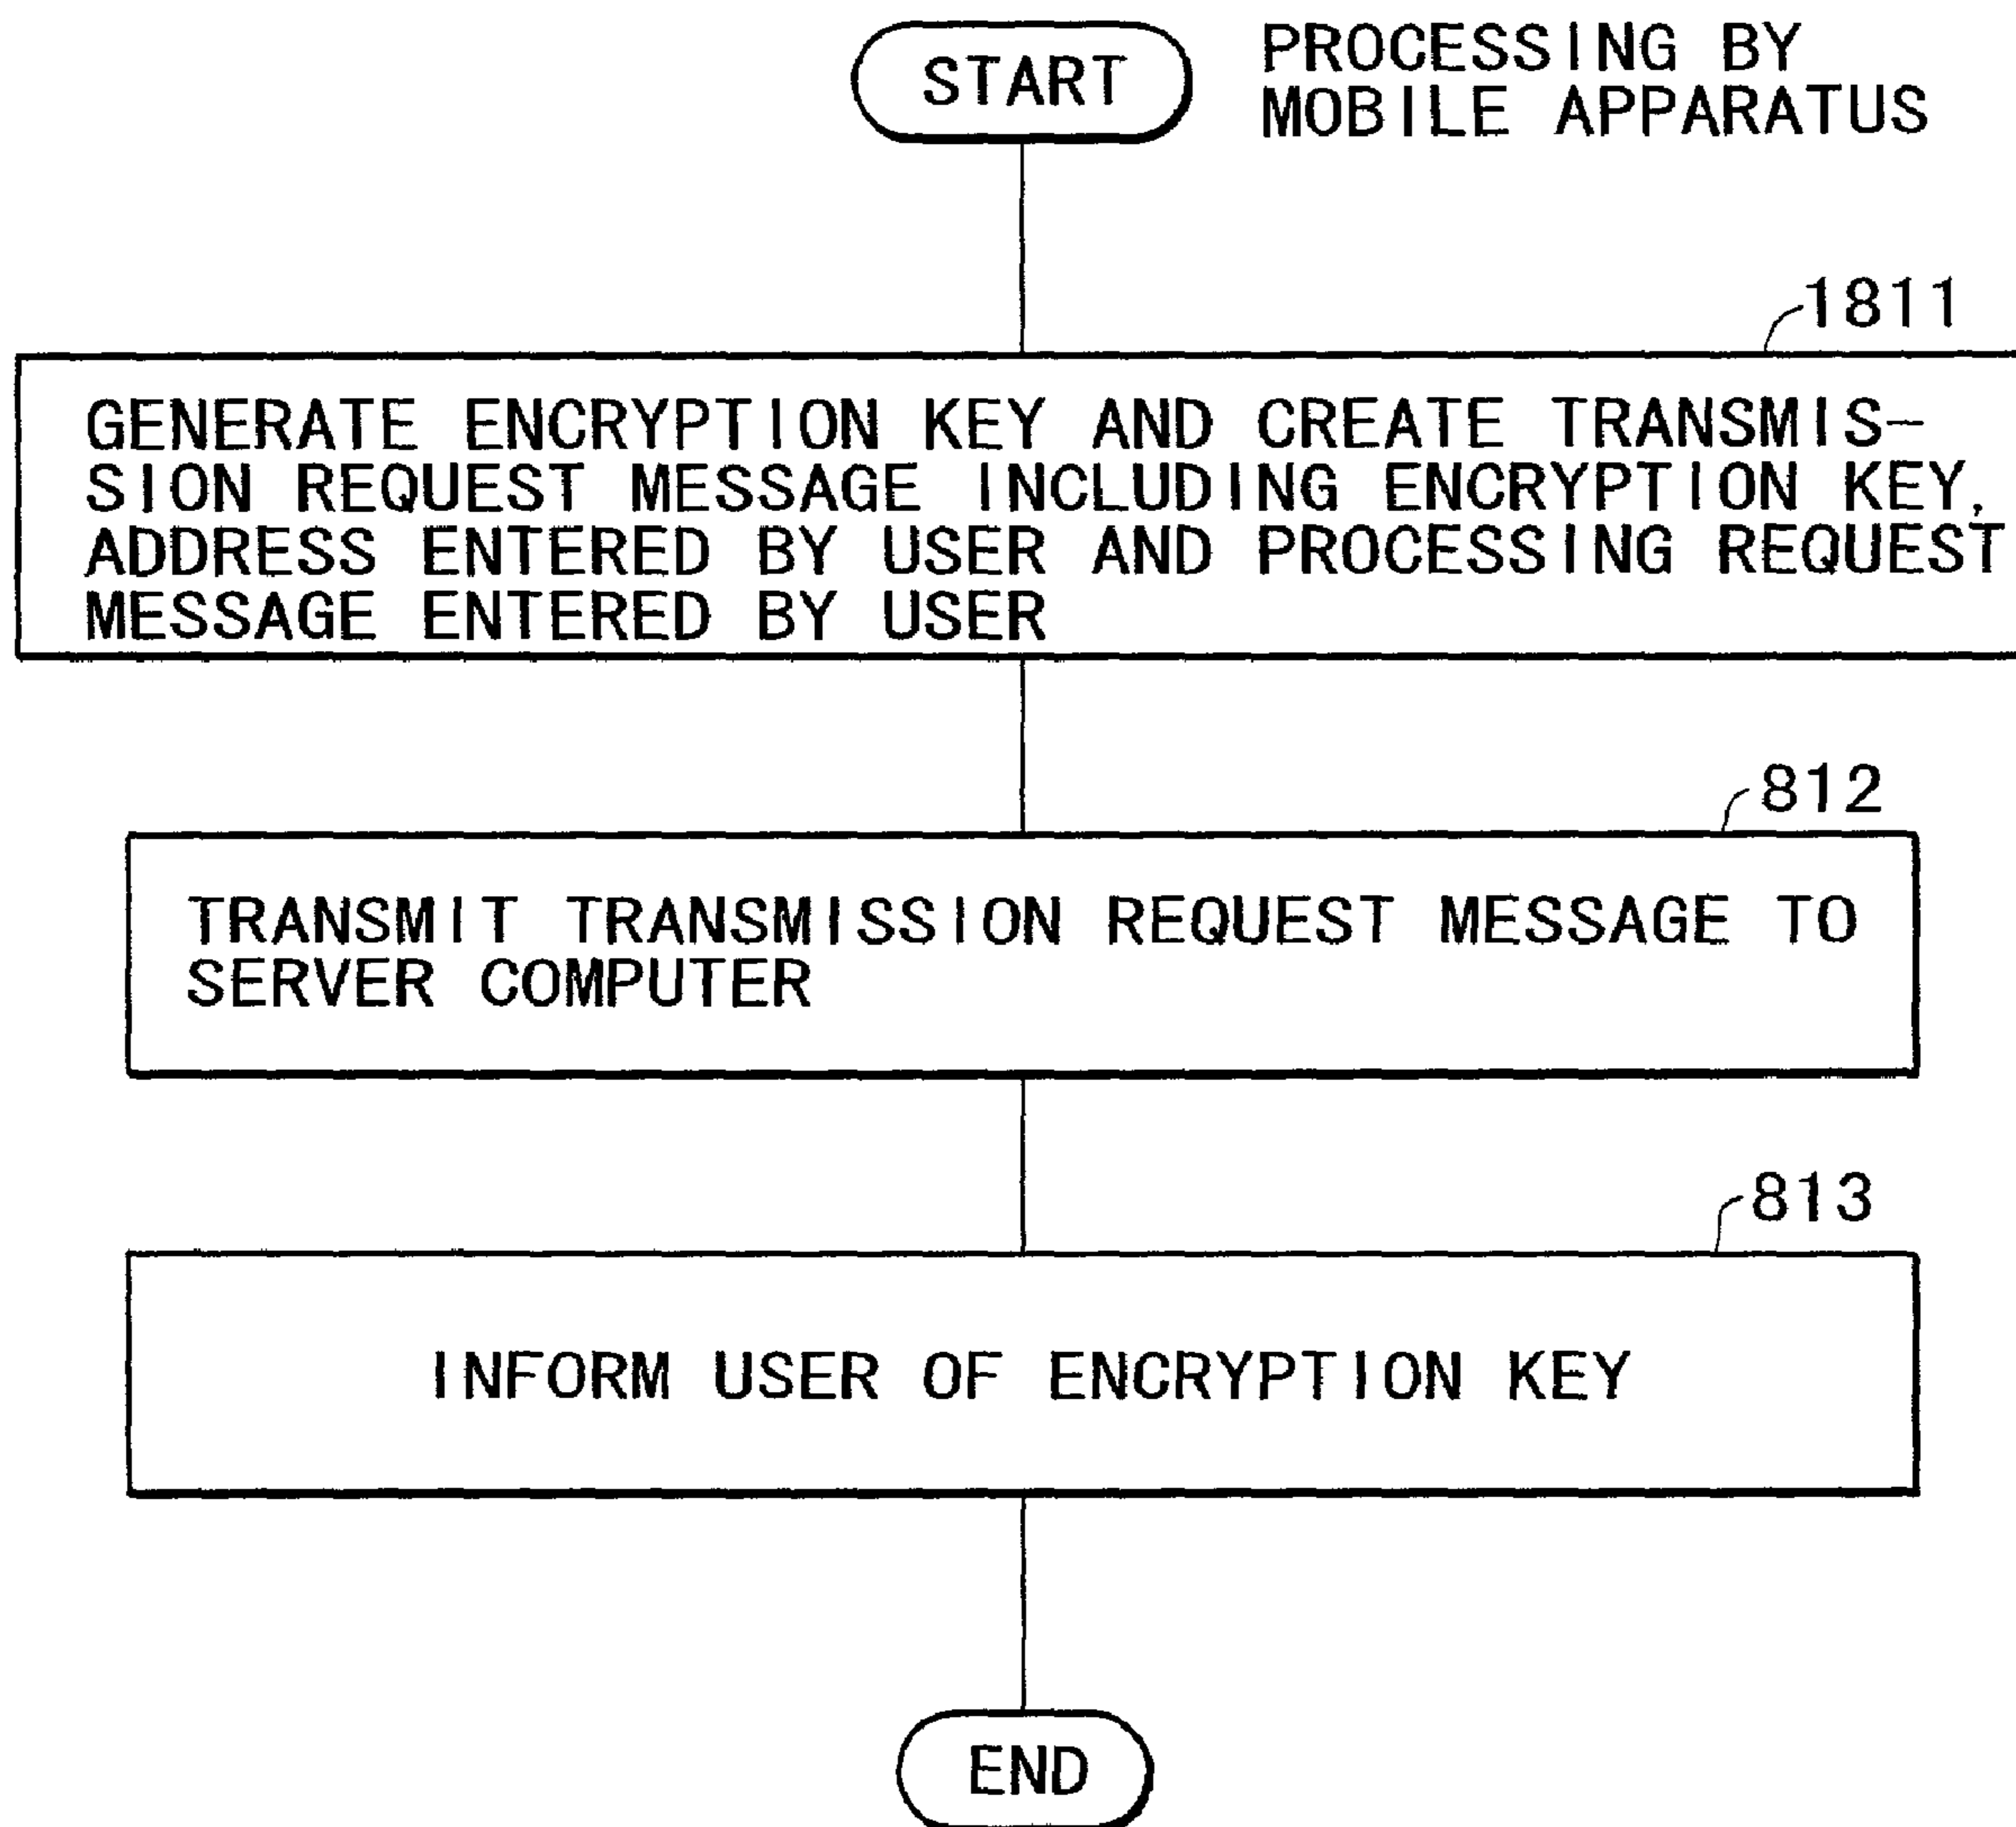 START
PROCESSING BY
MOBILE APPARATUS
1811
GENERATE ENCRYPTION KEY AND CREATE TRANSMIS-
SION REQUEST MESSAGE INCLUDING ENCRYPTION KEY,
ADDRESS ENTERED BY USER AND PROCESSING REQUEST
MESSAGE ENTERED BY USER
812
TRANSMIT TRANSMISSION REQUEST MESSAGE TO
SERVER COMPUTER
813
INFORM USER OF ENCRYPTION KEY
END